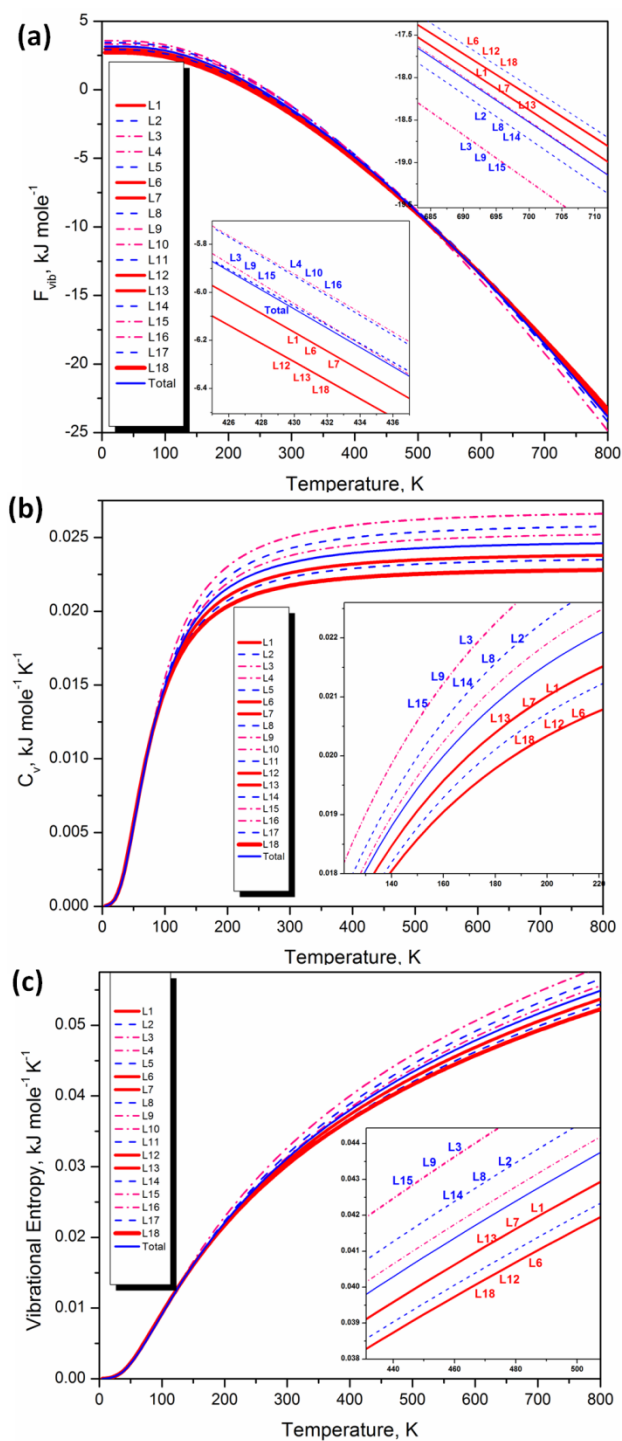 (a)
5
0
-5
-10
-15
-20
-25
F vib, kJ mole⁻¹
L1
L2
L3
L4
L5
L6
L7
L8
L9
L10
L11
L12
L13
L14
L15
L16
L17
L18
Total
-17.5
-18.0
-18.5
-19.0
-19.5
L6
L12
L18
L1
L7
L13
L2
L8
L14
L3
L9
L15
685 690 695 700 705 710
-5.8
-6.0
-6.2
-6.4
L3
L9
L15
L4
L10
L16
Total
L1
L6
L7
L12
L13
L18
426 428 430 432 434 436
0 100 200 300 400 500 600 700 800
Temperature, K
(b)
0.025
0.020
0.015
0.010
0.005
0.000
Cv, kJ mole⁻¹ K⁻¹
L1
L2
L3
L4
L5
L6
L7
L8
L9
L10
L11
L12
L13
L14
L15
L16
L17
L18
Total
0.022
0.021
0.020
0.019
0.018
L3
L2
L9
L8
L15
L14
L1
L7
L13
L6
L12
L18
140 160 180 200 220
0 100 200 300 400 500 600 700 800
Temperature, K
(c)
0.05
0.04
0.03
0.02
0.01
0.00
Vibrational Entropy, kJ mole⁻¹ K⁻¹
L1
L2
L3
L4
L5
L6
L7
L8
L9
L10
L11
L12
L13
L14
L15
L16
L17
L18
Total
0.044
0.043
0.042
0.041
0.040
0.039
0.038
L3
L9
L15
L2
L8
L14
L1
L7
L13
L6
L12
L18
440 460 480 500
0 100 200 300 400 500 600 700 800
Temperature, K